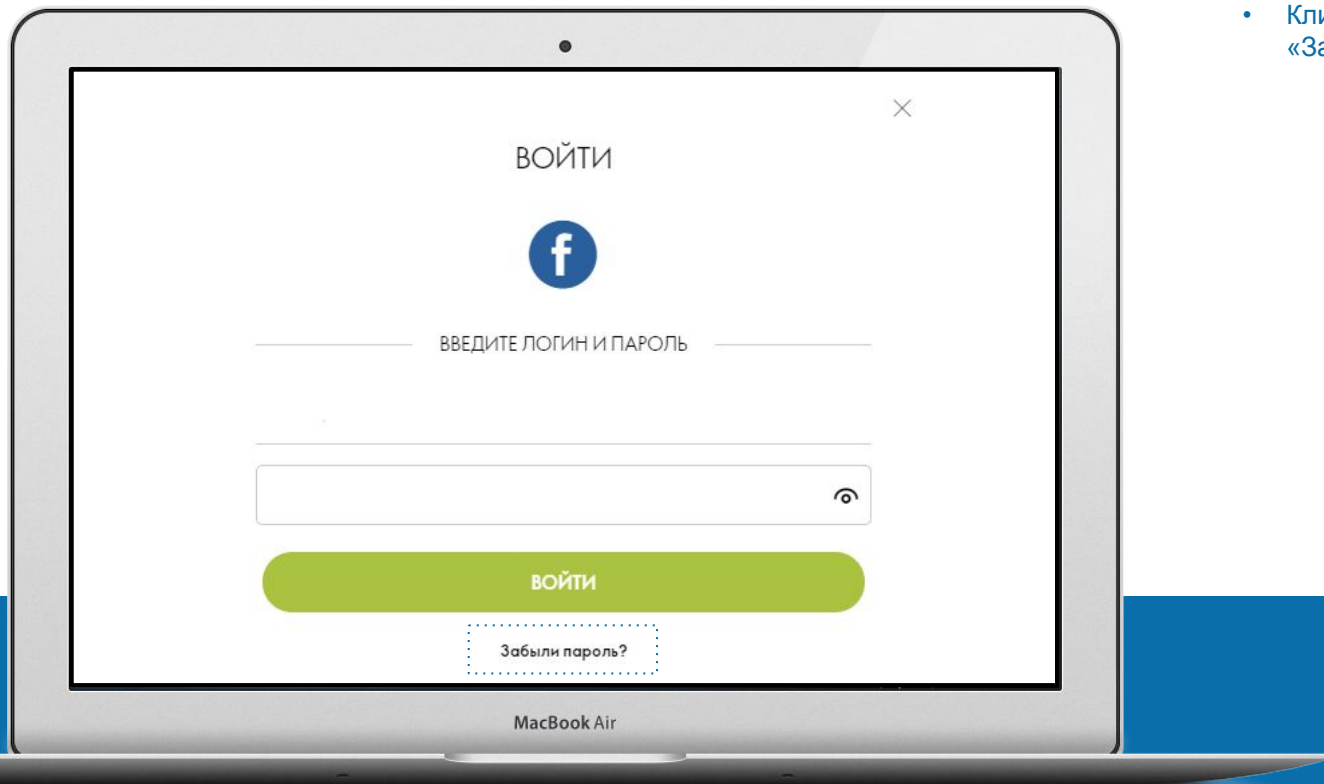 ВОЙТИ
f
ВВЕДИТЕ ЛОГИН И ПАРОЛЬ
ВОЙТИ
Забыли пароль?
MacBook Air